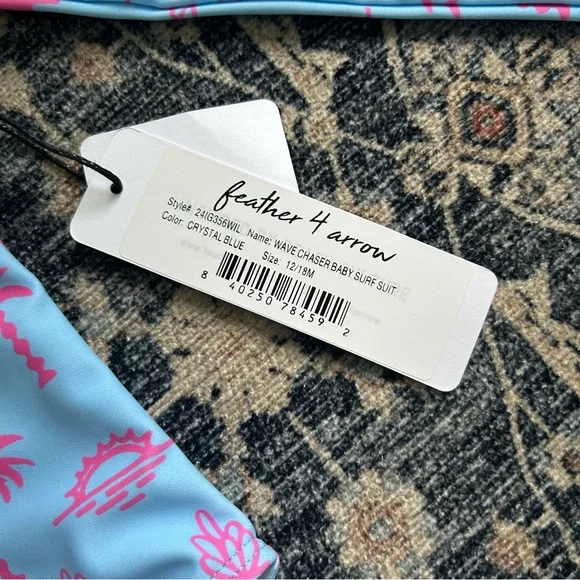 feather 4 arrow
Style#: 24IG356WIL Name: WAVE CHASER BABY SURF SUIT
Color: CRYSTAL BLUE Size: 12/18M
8 40250 78459 2